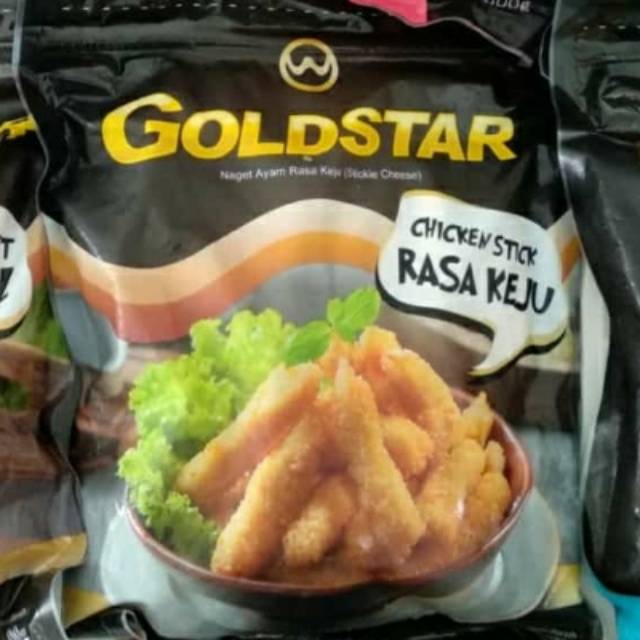 GOLDSTAR
Naget Ayam Rasa Keju (Stickie Cheese)
CHICKEN STICK
RASA KEJU